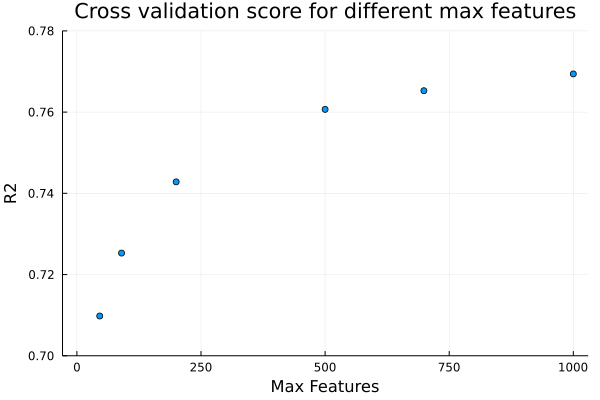 Cross validation score for different max features
0.78
0.76
0.74
0.72
0.70
R2
0 250 500 750 1000
Max Features